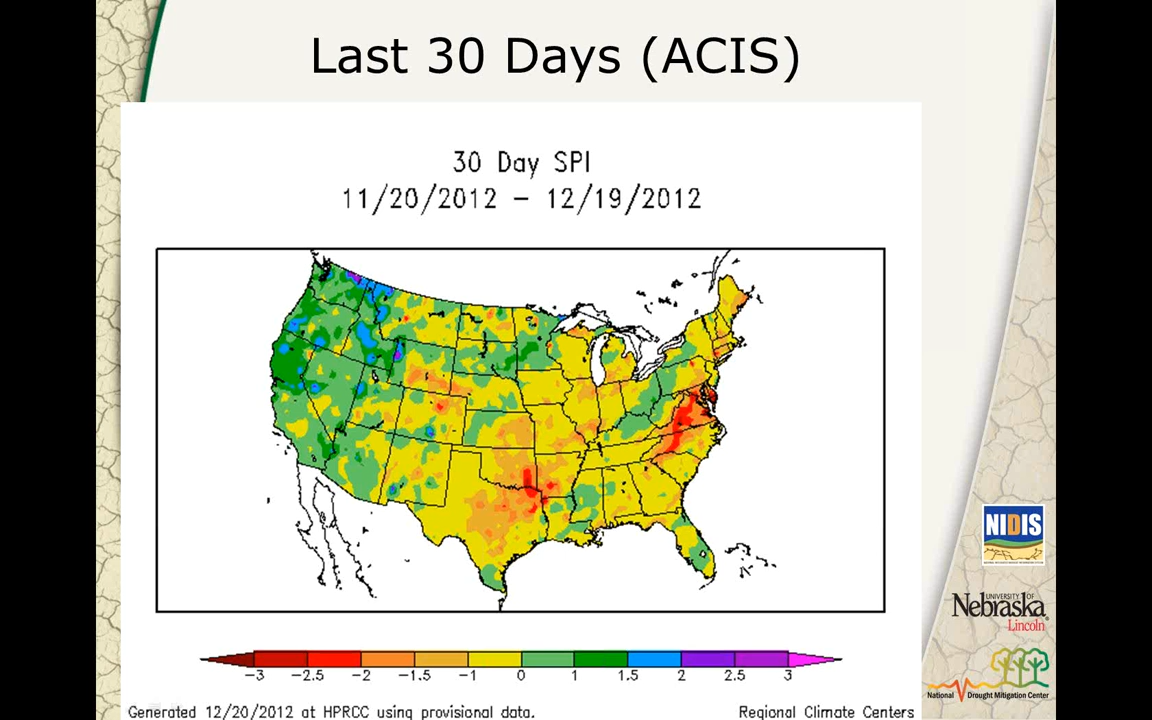 Last 30 Days (ACIS)
30 Day SPI
11/20/2012 – 12/19/2012
NIDIS
UNIVERSITY OF
Nebraska
Lincoln
-3 -2.5 -2 -1.5 -1 0 1 1.5 2 2.5 3
National Drought Mitigation Center
Generated 12/20/2012 at HPRCC using provisional data.
Regional Climate Centers